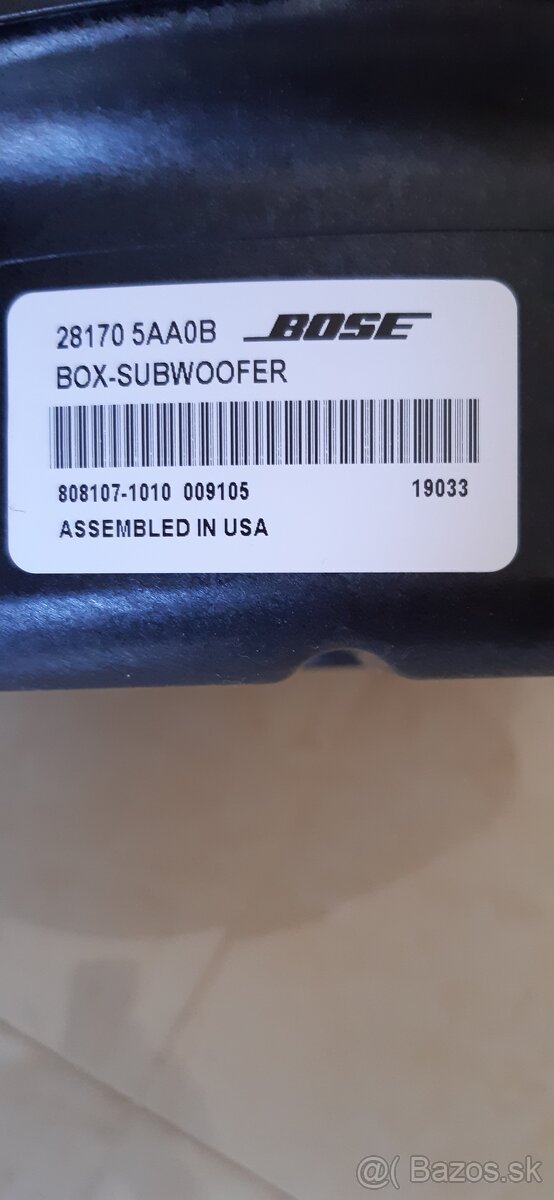 28170 5AA0B BOSE
BOX-SUBWOOFER
808107-1010 009105 19033
ASSEMBLED IN USA
@( Bazos.sk